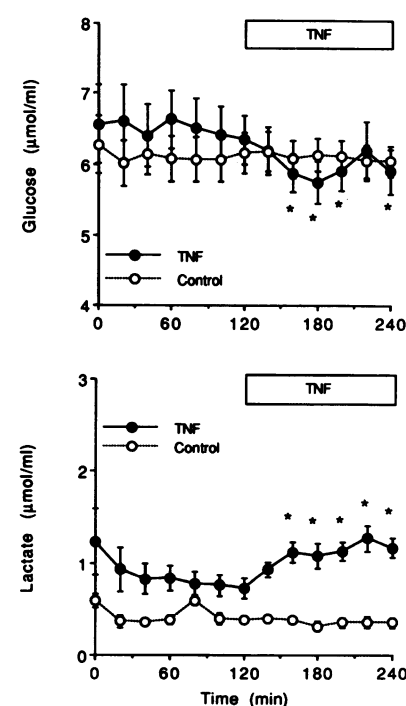 TNF
8
7
6
5
4
Glucose (μmol/ml)
* * * *
TNF
Control
0 60 120 180 240
TNF
3
2
1
0
Lactate (μmol/ml)
TNF
Control
* * * * *
0 60 120 180 240
Time (min)